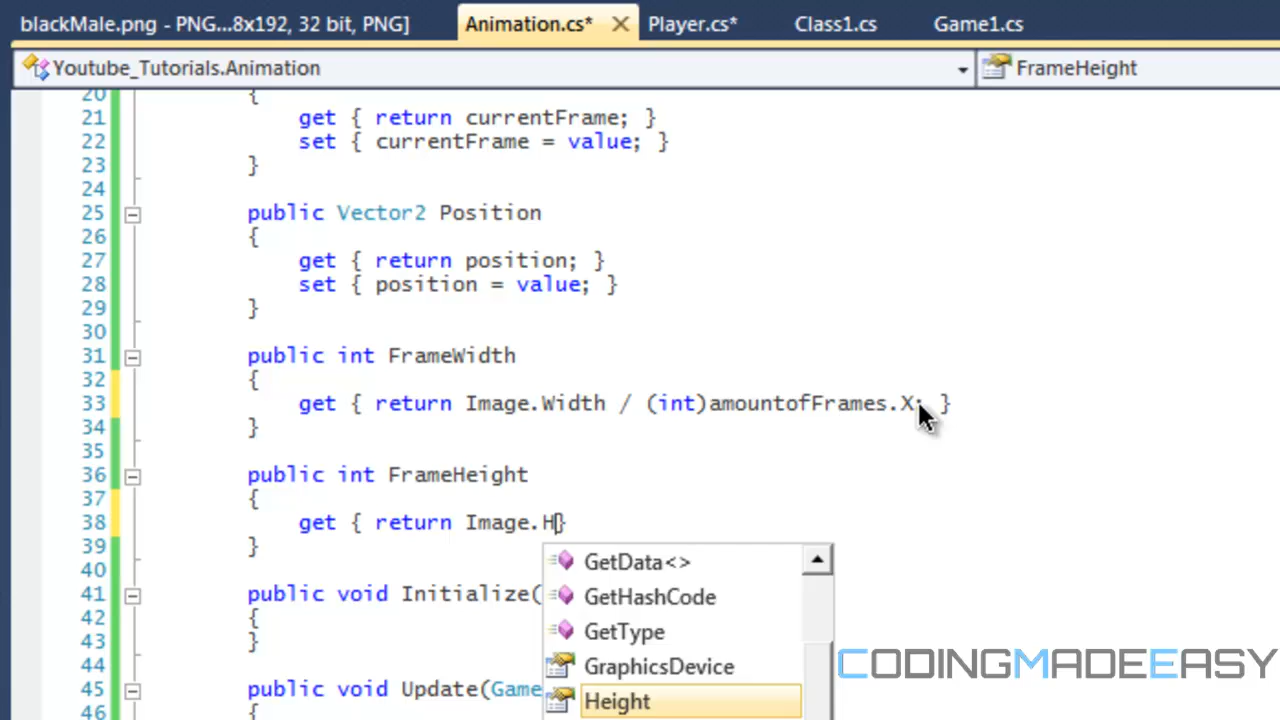 blackMale.png - PNG...8x192, 32 bit, PNG] Animation.cs* Player.cs* Class1.cs Game1.cs
Youtube_Tutorials.Animation FrameHeight
20 {
21 get { return currentFrame; }
22 set { currentFrame = value; }
23 }
24
25 public Vector2 Position
26 {
27 get { return position; }
28 set { position = value; }
29 }
30
31 public int FrameWidth
32 {
33 get { return Image.Width / (int)amountofFrames.X; }
34 }
35
36 public int FrameHeight
37 {
38 get { return Image.H}
39 }
40 GetData<>
41 public void Initialize( GetHashCode
42 {
43 } GetType
44 GraphicsDevice
45 public void Update(Game Height
46 {
CODINGMADEEASY